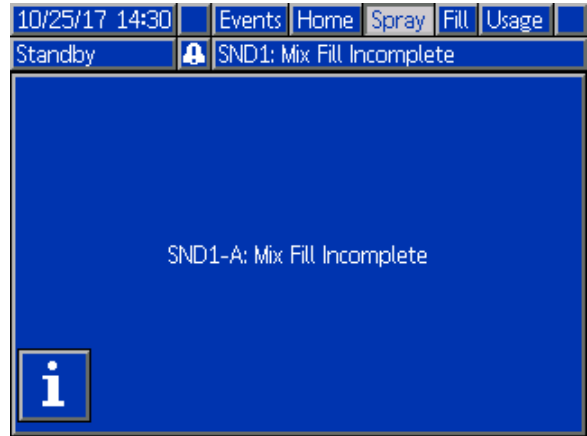 10/25/17 14:30 Events Home Spray Fill Usage
Standby SND1: Mix Fill Incomplete
SND1-A: Mix Fill Incomplete
i